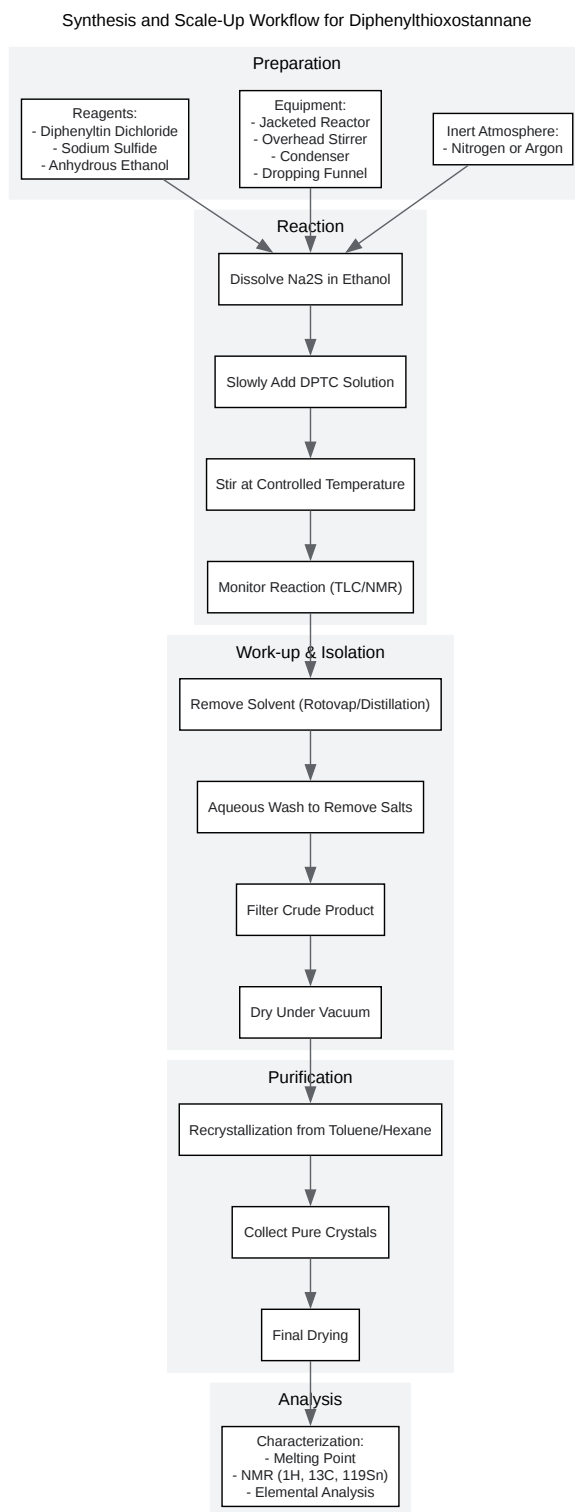 Synthesis and Scale-Up Workflow for Diphenylthioxostannane
Preparation
Reagents:
- Diphenyltin Dichloride
- Sodium Sulfide
- Anhydrous Ethanol
Equipment:
- Jacketed Reactor
- Overhead Stirrer
- Condenser
- Dropping Funnel
Inert Atmosphere:
- Nitrogen or Argon
Reaction
Dissolve Na2S in Ethanol
Slowly Add DPTC Solution
Stir at Controlled Temperature
Monitor Reaction (TLC/NMR)
Work-up & Isolation
Remove Solvent (Rotovap/Distillation)
Aqueous Wash to Remove Salts
Filter Crude Product
Dry Under Vacuum
Purification
Recrystallization from Toluene/Hexane
Collect Pure Crystals
Final Drying
Analysis
Characterization:
- Melting Point
- NMR (1H, 13C, 119Sn)
- Elemental Analysis